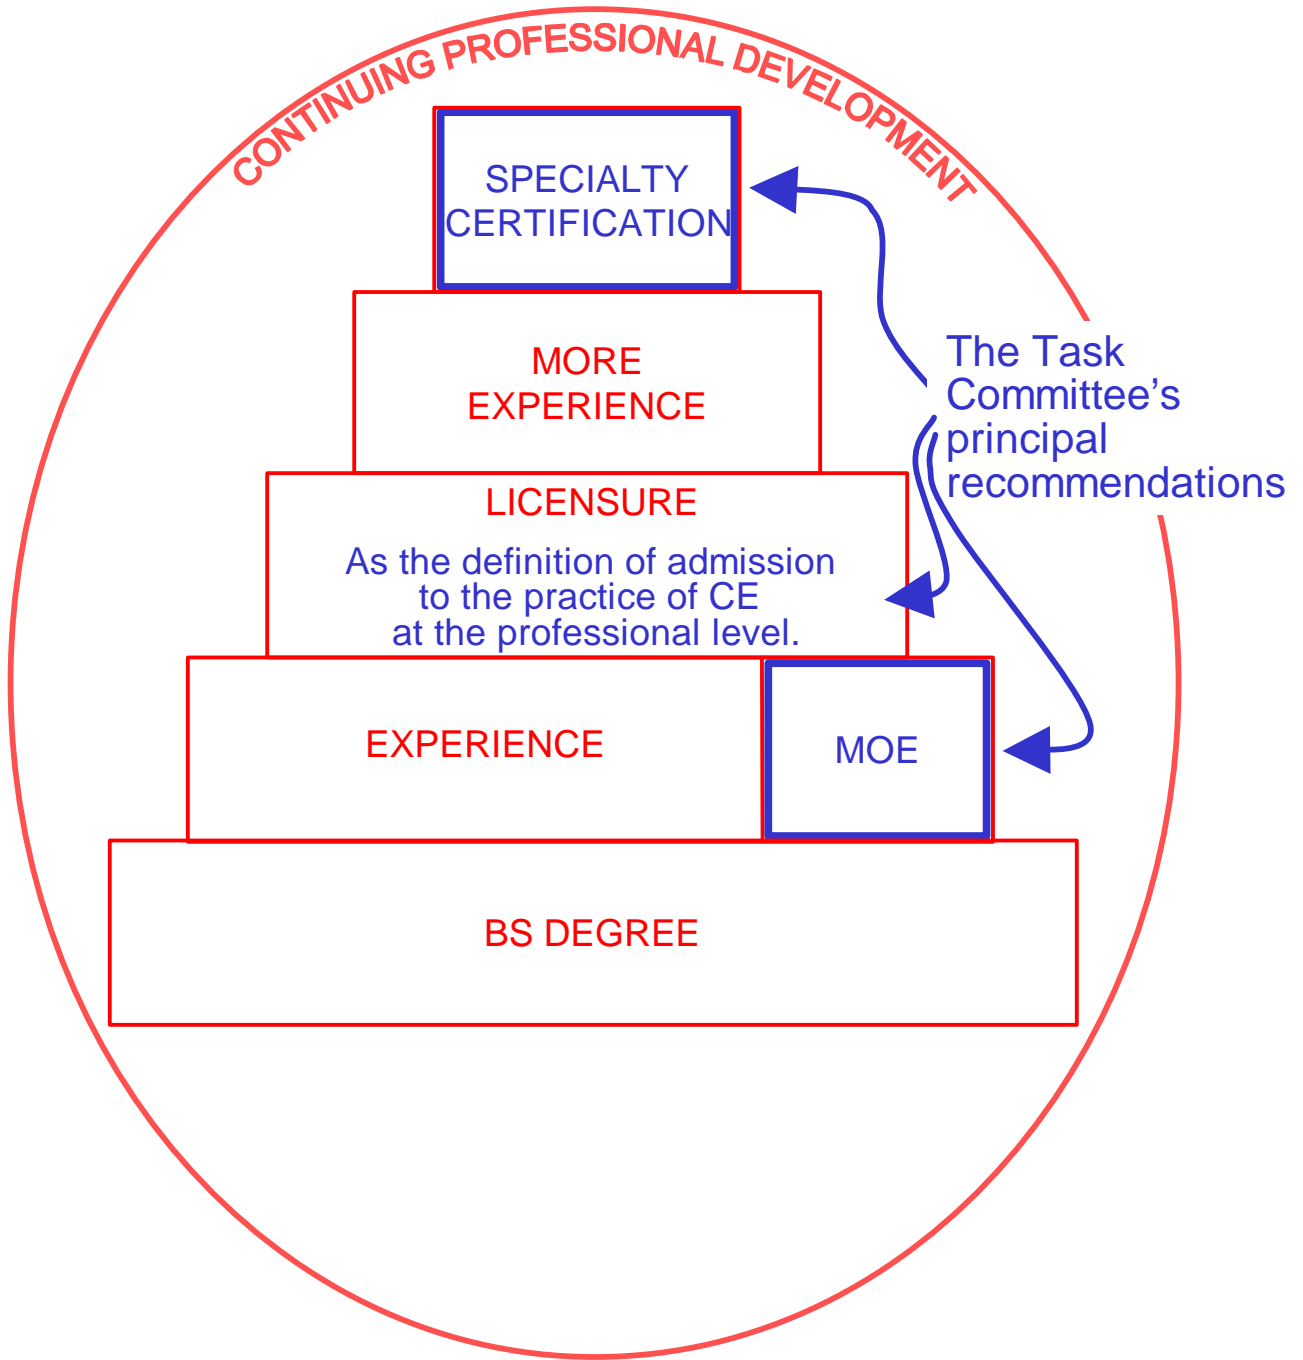 CONTINUING PROFESSIONAL DEVELOPMENT
SPECIALTY
CERTIFICATION
The Task
Committee’s
principal
recommendations
MORE
EXPERIENCE
LICENSURE
As the definition of admission
to the practice of CE
at the professional level.
EXPERIENCE
MOE
BS DEGREE